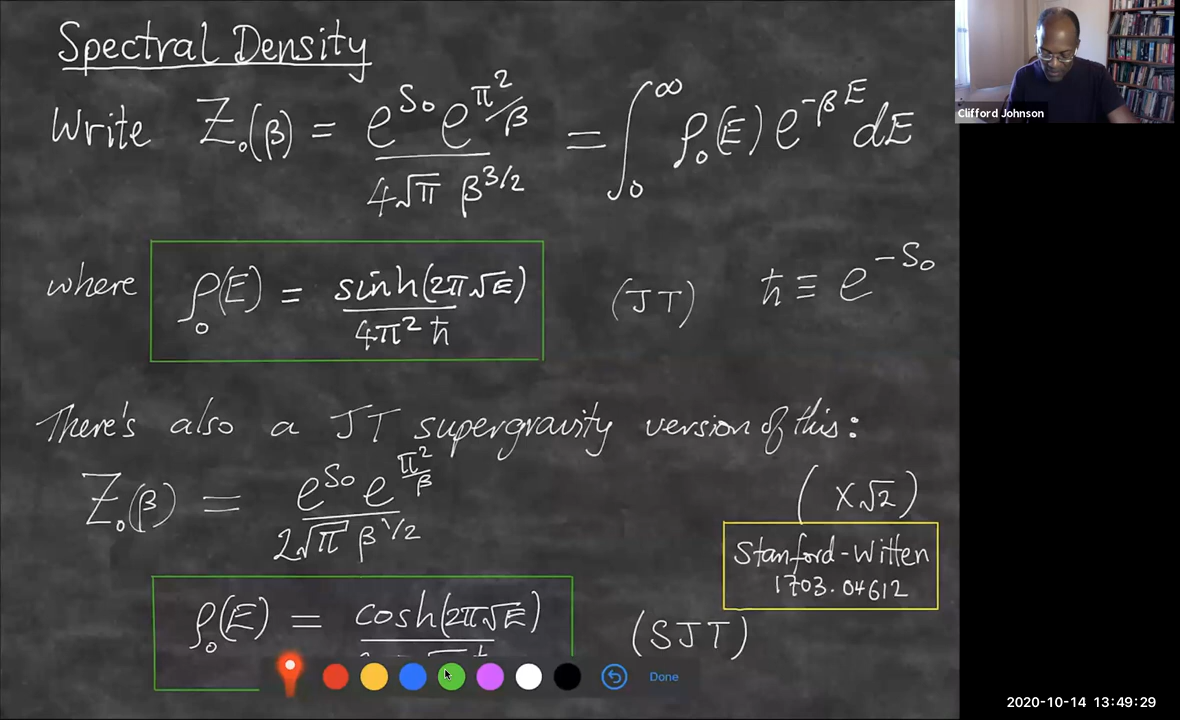 Spectral Density
Write Z₀(β) = e^{S₀} e^{π²/β} / 4√π β^{3/2} = ∫₀^∞ ρ₀(E) e^{-βE} dE
Clifford Johnson
where ρ₀(E) = sinh(2π√E) / 4π²ħ (JT) ħ ≡ e^{-S₀}
There's also a JT supergravity version of this:
Z₀(β) = e^{S₀} e^{π²/β} / 2√π β^{1/2} (×√2)
Stanford-Witten
1703.04612
ρ₀(E) = cosh(2π√E) (SJT)
Done
2020-10-14 13:49:29